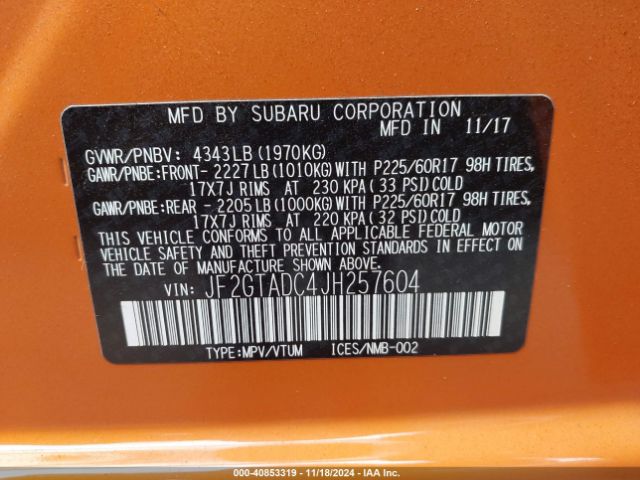 MFD BY SUBARU CORPORATION
MFD IN 11/17
GVWR/PNBV: 4343LB (1970KG)
GAWR/PNBE:FRONT- 2227 LB (1010KG) WITH P225/60R17 98H TIRES,
17X7J RIMS AT 230 KPA ( 33 PSI) COLD
GAWR/PNBE:REAR - 2205 LB (1000KG) WITH P225/60R17 98H TIRES,
17X7J RIMS AT 220 KPA ( 32 PSI) COLD
THIS VEHICLE CONFORMS TO ALL APPLICABLE FEDERAL MOTOR
VEHICLE SAFETY AND THEFT PREVENTION STANDARDS IN EFFECT ON
THE DATE OF MANUFACTURE SHOWN ABOVE.
VIN: JF2GTADC4JH257604
TYPE:MPV/VTUM ICES/NMB-002
000-40853319 - 11/18/2024 - IAA Inc.